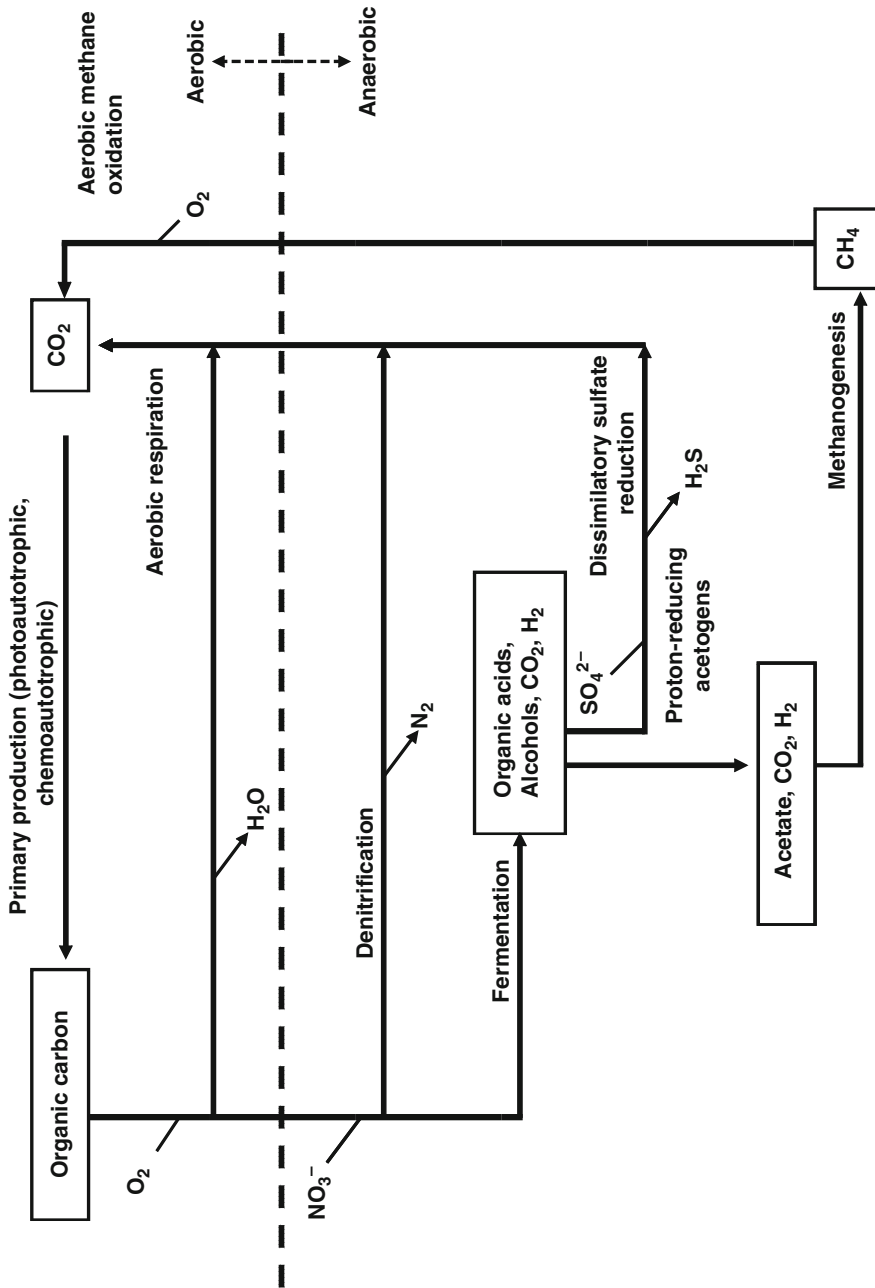 Primary production (photoautotrophic,
chemoautotrophic)
Aerobic methane
oxidation
Organic carbon
CO₂
O₂
O₂
Aerobic respiration
H₂O
Aerobic
Anaerobic
NO₃⁻
Denitrification
N₂
Fermentation
Organic acids,
Alcohols, CO₂, H₂
Dissimilatory sulfate
reduction
SO₄²⁻
H₂S
Proton-reducing
acetogens
Acetate, CO₂, H₂
Methanogenesis
CH₄